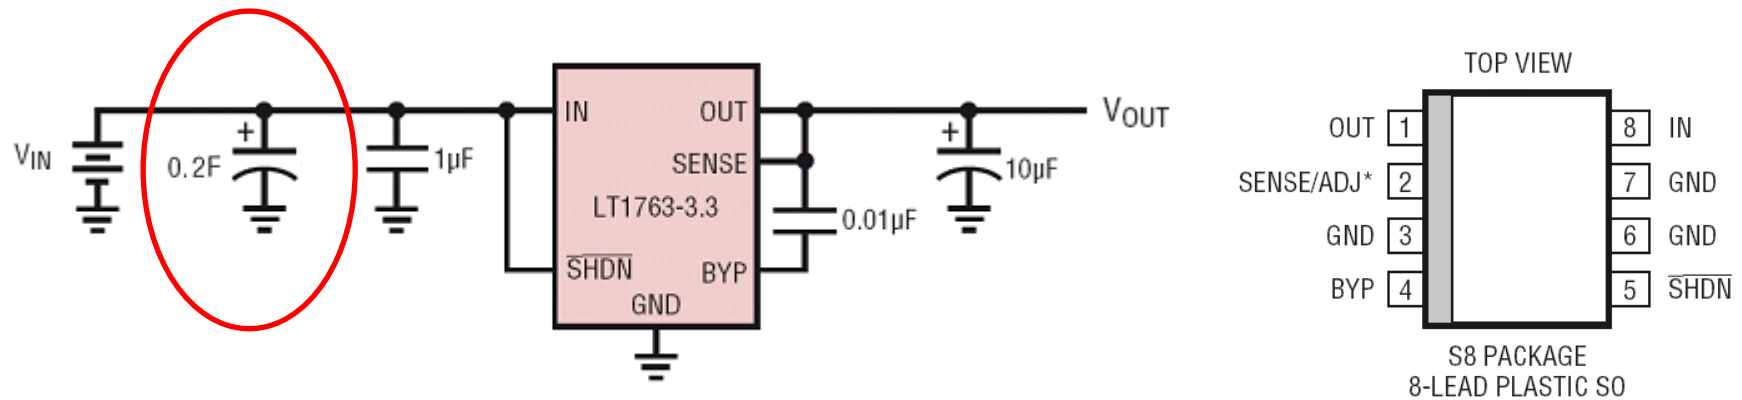 VIN
+
0.2F
1µF
IN
OUT
SENSE
LT1763-3.3
SHDN
BYP
GND
0.01µF
+
10µF
VOUT
TOP VIEW
OUT 1
8 IN
SENSE/ADJ* 2
7 GND
GND 3
6 GND
BYP 4
5 SHDN
S8 PACKAGE
8-LEAD PLASTIC SO